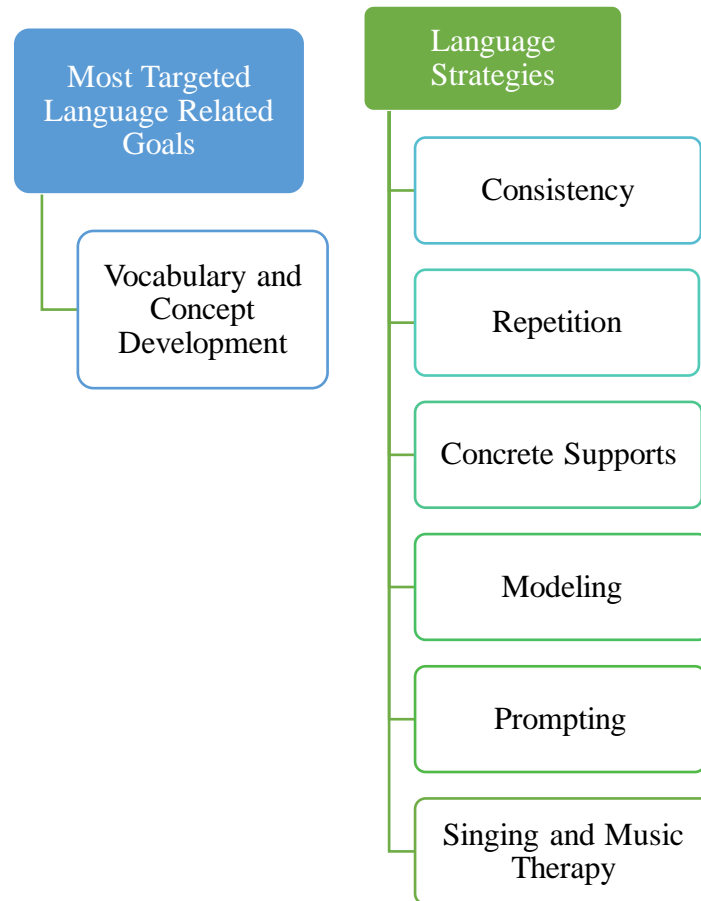 Most Targeted
Language Related
Goals
Vocabulary and
Concept
Development
Language
Strategies
Consistency
Repetition
Concrete Supports
Modeling
Prompting
Singing and Music
Therapy